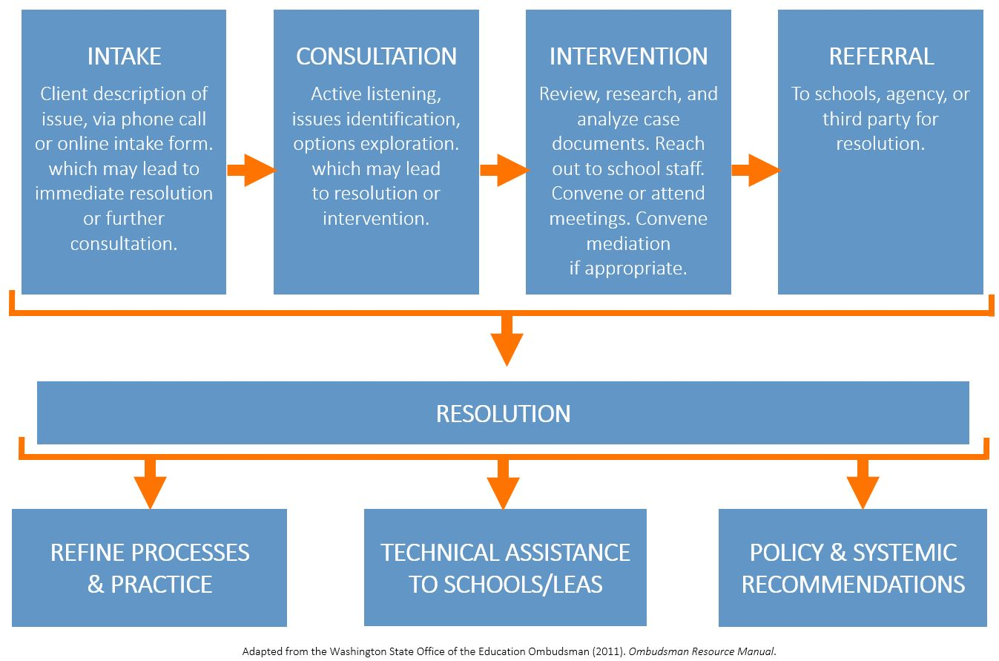 INTAKE
Client description of
issue, via phone call
or online intake form.
which may lead to
immediate resolution
or further
consultation.
CONSULTATION
Active listening,
issues identification,
options exploration.
which may lead
to resolution or
intervention.
INTERVENTION
Review, research, and
analyze case
documents. Reach
out to school staff.
Convene or attend
meetings. Convene
mediation
if appropriate.
REFERRAL
To schools, agency, or
third party for
resolution.
RESOLUTION
REFINE PROCESSES
& PRACTICE
TECHNICAL ASSISTANCE
TO SCHOOLS/LEAS
POLICY & SYSTEMIC
RECOMMENDATIONS
Adapted from the Washington State Office of the Education Ombudsman (2011). Ombudsman Resource Manual.